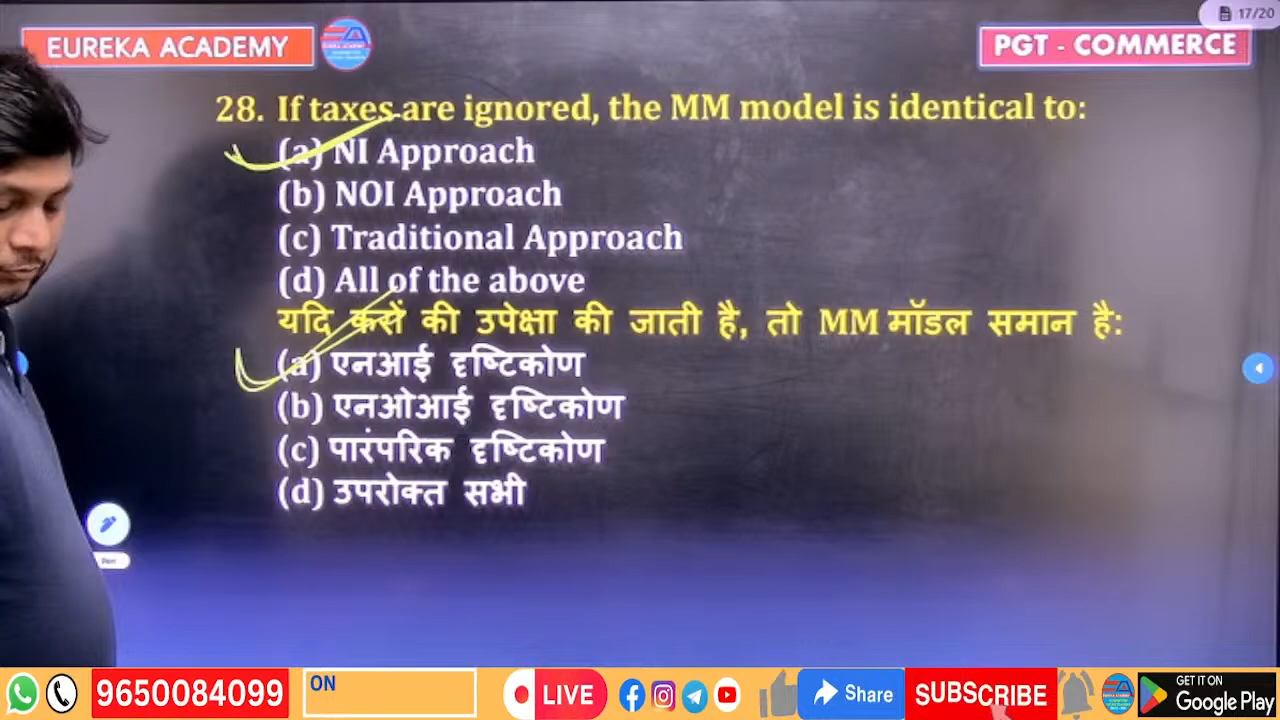 17/20
EUREKA ACADEMY
PGT - COMMERCE
28. If taxes are ignored, the MM model is identical to:
(a) NI Approach
(b) NOI Approach
(c) Traditional Approach
(d) All of the above
यदि करों की उपेक्षा की जाती है, तो MM मॉडल समान है:
(a) एनआई दृष्टिकोण
(b) एनओआई दृष्टिकोण
(c) पारंपरिक दृष्टिकोण
(d) उपरोक्त सभी
9650084099
ON
LIVE
Share
SUBSCRIBE
GET IT ON
Google Play